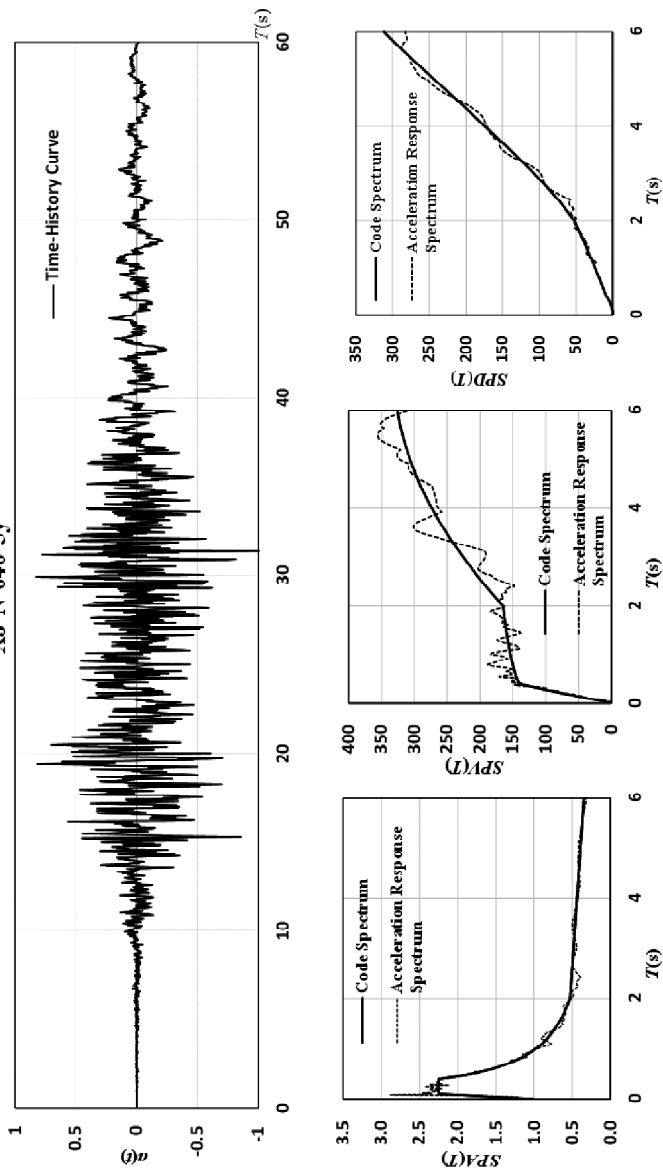 1
0.5
0
-0.5
-1
a(t)
0
10
20
30
40
50
60
T(s)
Time-History Curve
3.5
3.0
2.5
2.0
1.5
1.0
0.5
0.0
SPA(T)
0
2
4
6
T(s)
Code Spectrum
Acceleration Response
Spectrum
400
350
300
250
200
150
100
50
0
SPV(T)
0
2
4
6
T(s)
Code Spectrum
Acceleration Response
Spectrum
350
300
250
200
150
100
50
0
SPD(T)
0
2
4
6
T(s)
Code Spectrum
Acceleration Response
Spectrum